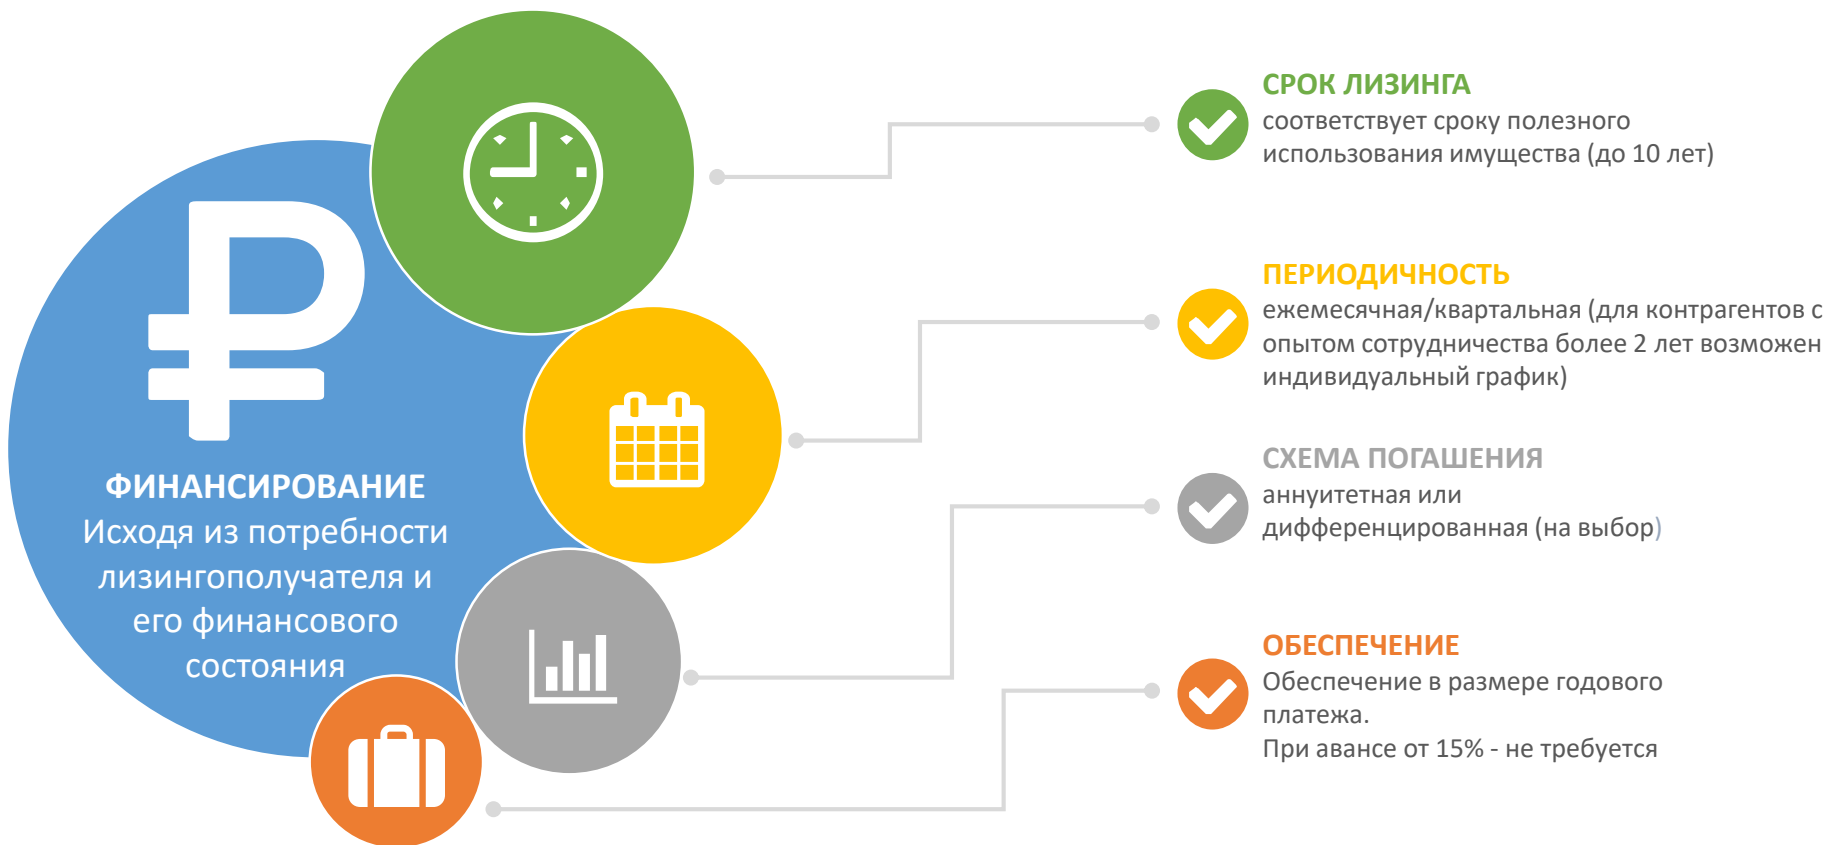 ФИНАНСИРОВАНИЕ
Исходя из потребности
лизингополучателя и
его финансового
состояния
СРОК ЛИЗИНГА
соответствует сроку полезного
использования имущества (до 10 лет)
ПЕРИОДИЧНОСТЬ
ежемесячная/квартальная (для контрагентов с
опытом сотрудничества более 2 лет возможен
индивидуальный график)
СХЕМА ПОГАШЕНИЯ
аннуитетная или
дифференцированная (на выбор)
ОБЕСПЕЧЕНИЕ
Обеспечение в размере годового
платежа.
При авансе от 15% - не требуется